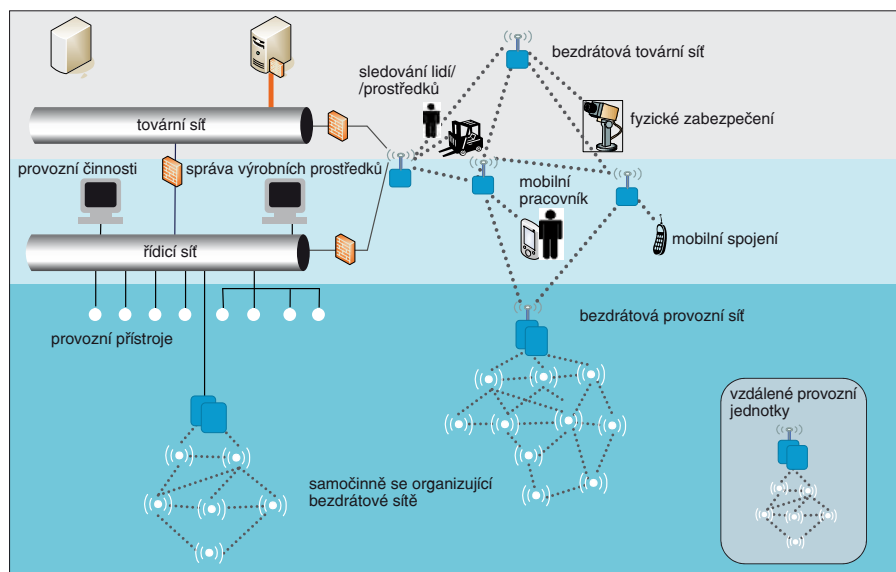 sledování lidí/
/prostředků
bezdrátová tovární síť
tovární síť
fyzické zabezpečení
provozní činnosti
správa výrobních prostředků
mobilní
pracovník
mobilní spojení
řídicí síť
provozní přístroje
bezdrátová provozní síť
vzdálené provozní
jednotky
samočinně se organizující
bezdrátové sítě